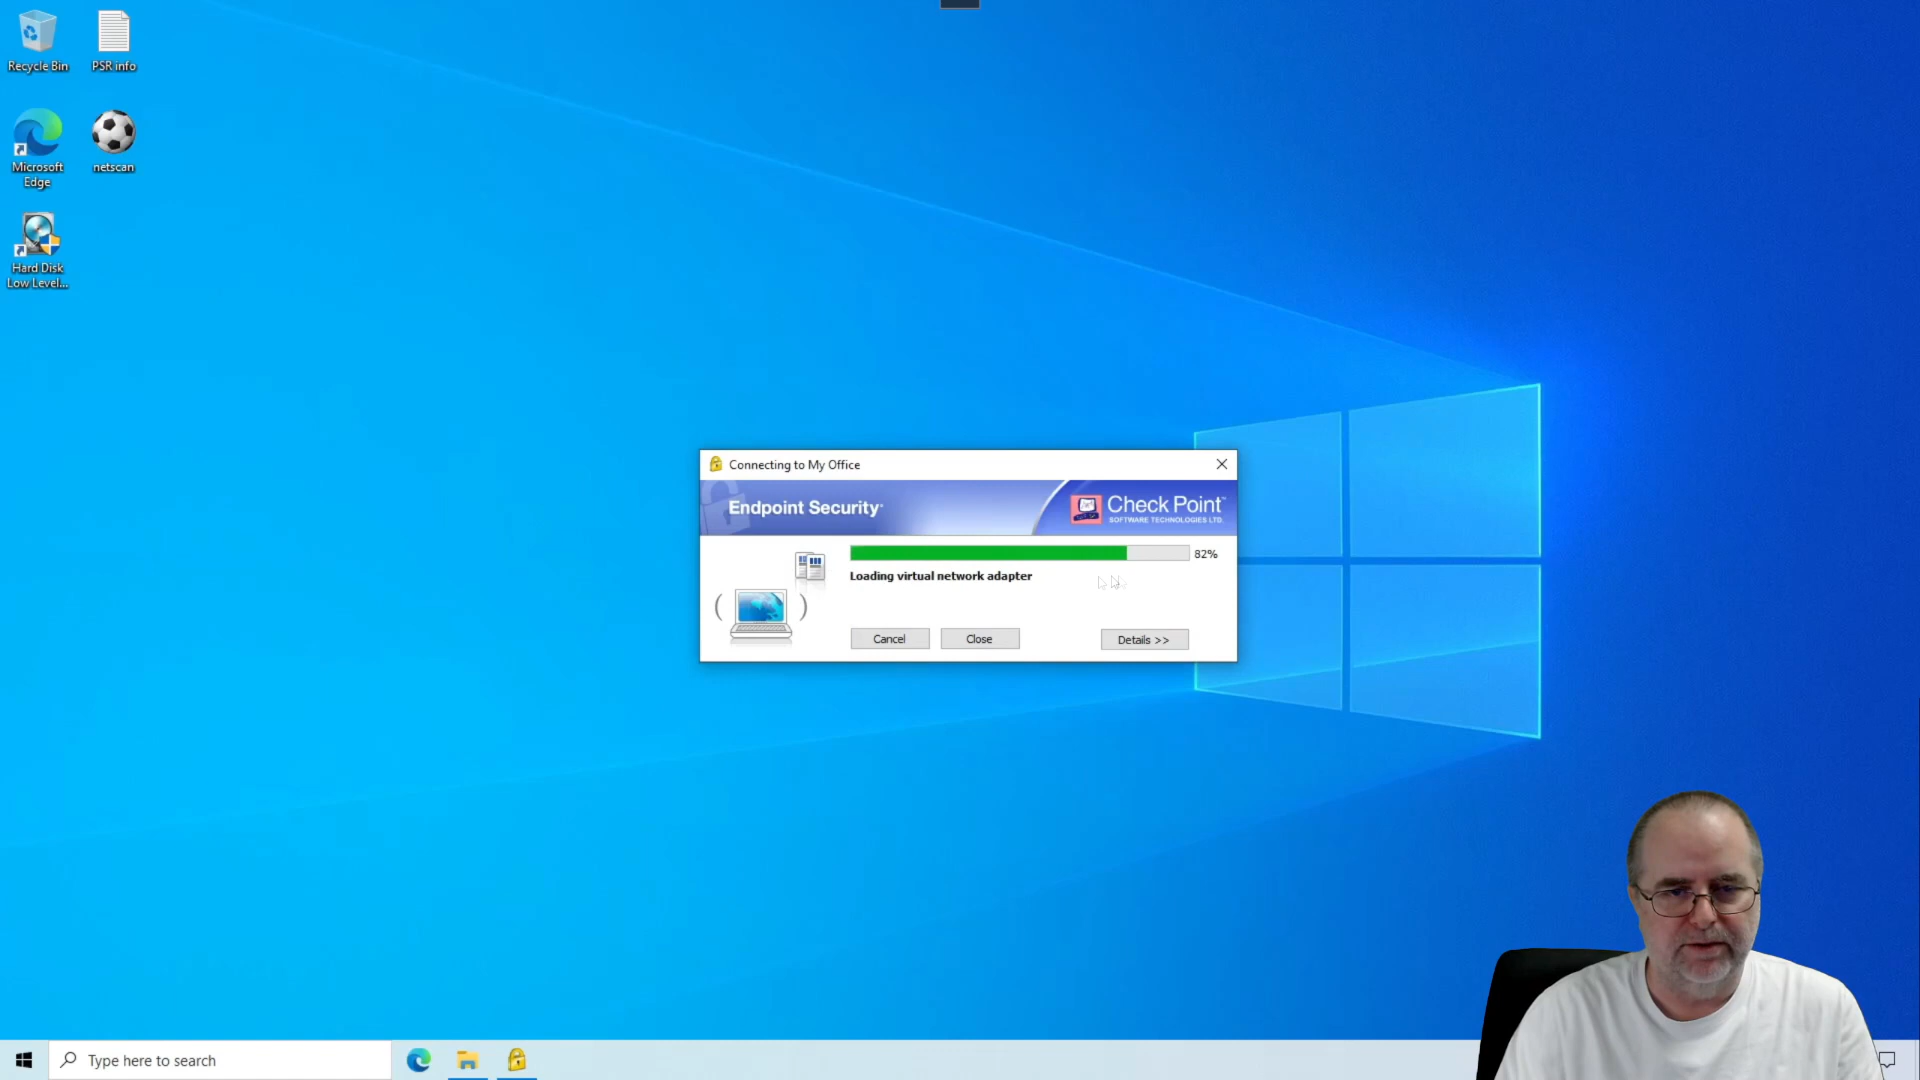 Recycle Bin
PSR info
Microsoft
Edge
netscan
Hard Disk
Low Level...
Connecting to My Office
Endpoint Security
Check Point™
SOFTWARE TECHNOLOGIES LTD.
82%
Loading virtual network adapter
Cancel
Close
Details >>
Type here to search